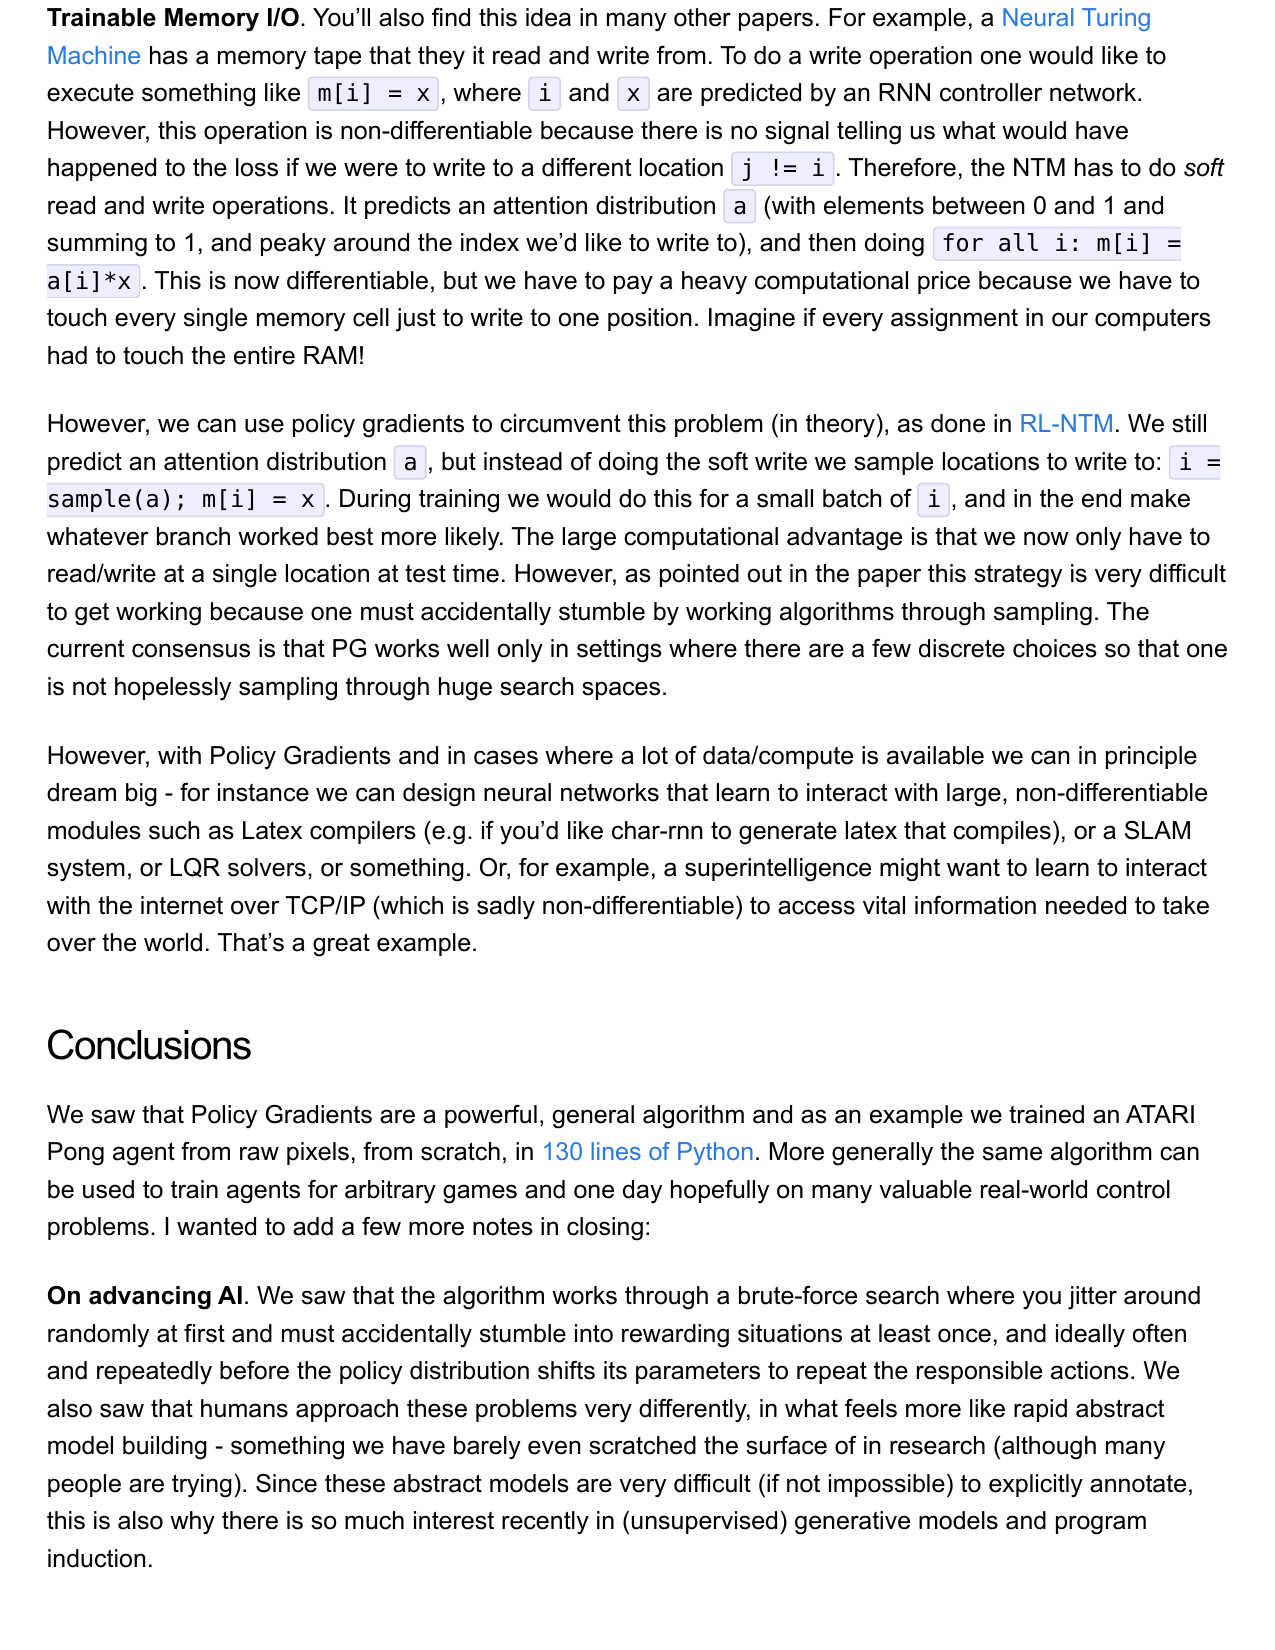 Trainable Memory I/O. You’ll also find this idea in many other papers. For example, a Neural Turing
Machine has a memory tape that they it read and write from. To do a write operation one would like to
execute something like m[i] = x, where i and x are predicted by an RNN controller network.
However, this operation is non-differentiable because there is no signal telling us what would have
happened to the loss if we were to write to a different location j != i. Therefore, the NTM has to do soft
read and write operations. It predicts an attention distribution a (with elements between 0 and 1 and
summing to 1, and peaky around the index we’d like to write to), and then doing for all i: m[i] =
a[i]*x. This is now differentiable, but we have to pay a heavy computational price because we have to
touch every single memory cell just to write to one position. Imagine if every assignment in our computers
had to touch the entire RAM!
However, we can use policy gradients to circumvent this problem (in theory), as done in RL-NTM. We still
predict an attention distribution a, but instead of doing the soft write we sample locations to write to: i =
sample(a); m[i] = x. During training we would do this for a small batch of i, and in the end make
whatever branch worked best more likely. The large computational advantage is that we now only have to
read/write at a single location at test time. However, as pointed out in the paper this strategy is very difficult
to get working because one must accidentally stumble by working algorithms through sampling. The
current consensus is that PG works well only in settings where there are a few discrete choices so that one
is not hopelessly sampling through huge search spaces.
However, with Policy Gradients and in cases where a lot of data/compute is available we can in principle
dream big - for instance we can design neural networks that learn to interact with large, non-differentiable
modules such as Latex compilers (e.g. if you’d like char-rnn to generate latex that compiles), or a SLAM
system, or LQR solvers, or something. Or, for example, a superintelligence might want to learn to interact
with the internet over TCP/IP (which is sadly non-differentiable) to access vital information needed to take
over the world. That’s a great example.
Conclusions
We saw that Policy Gradients are a powerful, general algorithm and as an example we trained an ATARI
Pong agent from raw pixels, from scratch, in 130 lines of Python. More generally the same algorithm can
be used to train agents for arbitrary games and one day hopefully on many valuable real-world control
problems. I wanted to add a few more notes in closing:
On advancing AI. We saw that the algorithm works through a brute-force search where you jitter around
randomly at first and must accidentally stumble into rewarding situations at least once, and ideally often
and repeatedly before the policy distribution shifts its parameters to repeat the responsible actions. We
also saw that humans approach these problems very differently, in what feels more like rapid abstract
model building - something we have barely even scratched the surface of in research (although many
people are trying). Since these abstract models are very difficult (if not impossible) to explicitly annotate,
this is also why there is so much interest recently in (unsupervised) generative models and program
induction.